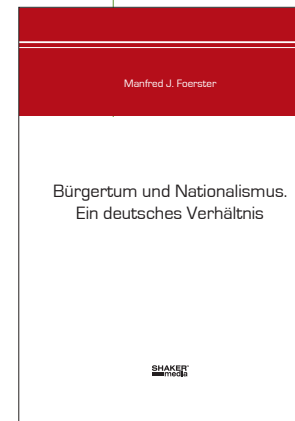 Manfred J. Foerster
Bürgertum und Nationalismus.
Ein deutsches Verhältnis
SHAKER
media